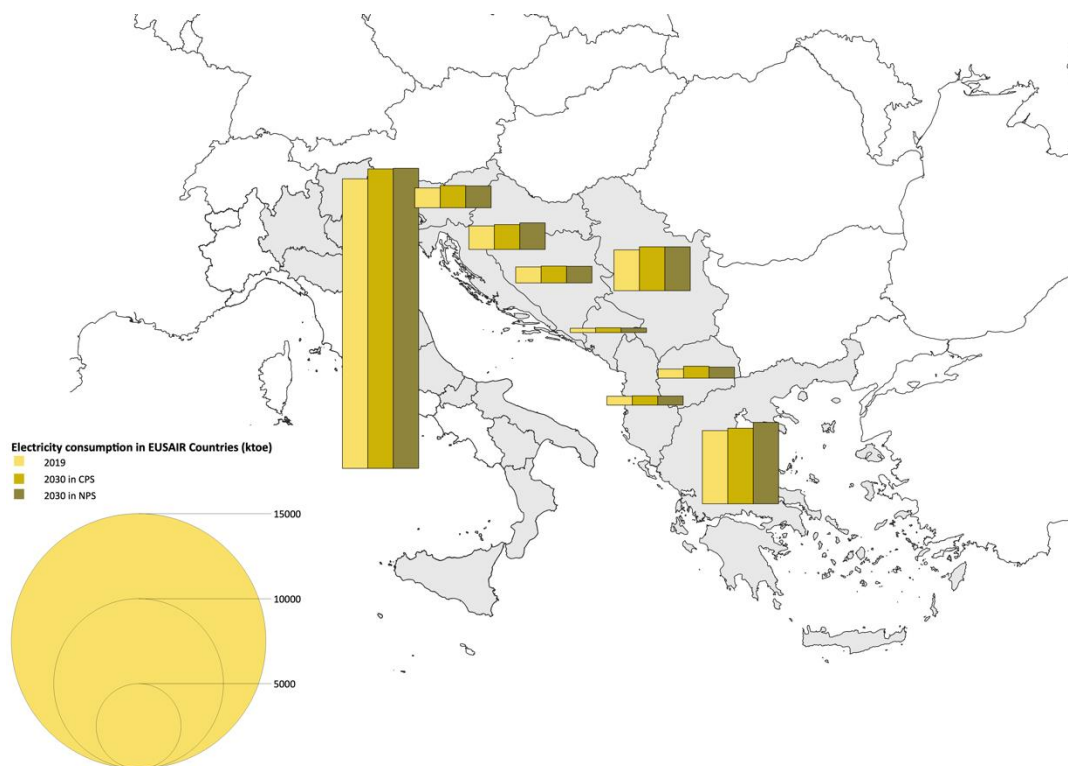 Electricity consumption in EUSAIR Countries (ktoe)
2019
2030 in CPS
2030 in NPS
15000
10000
5000